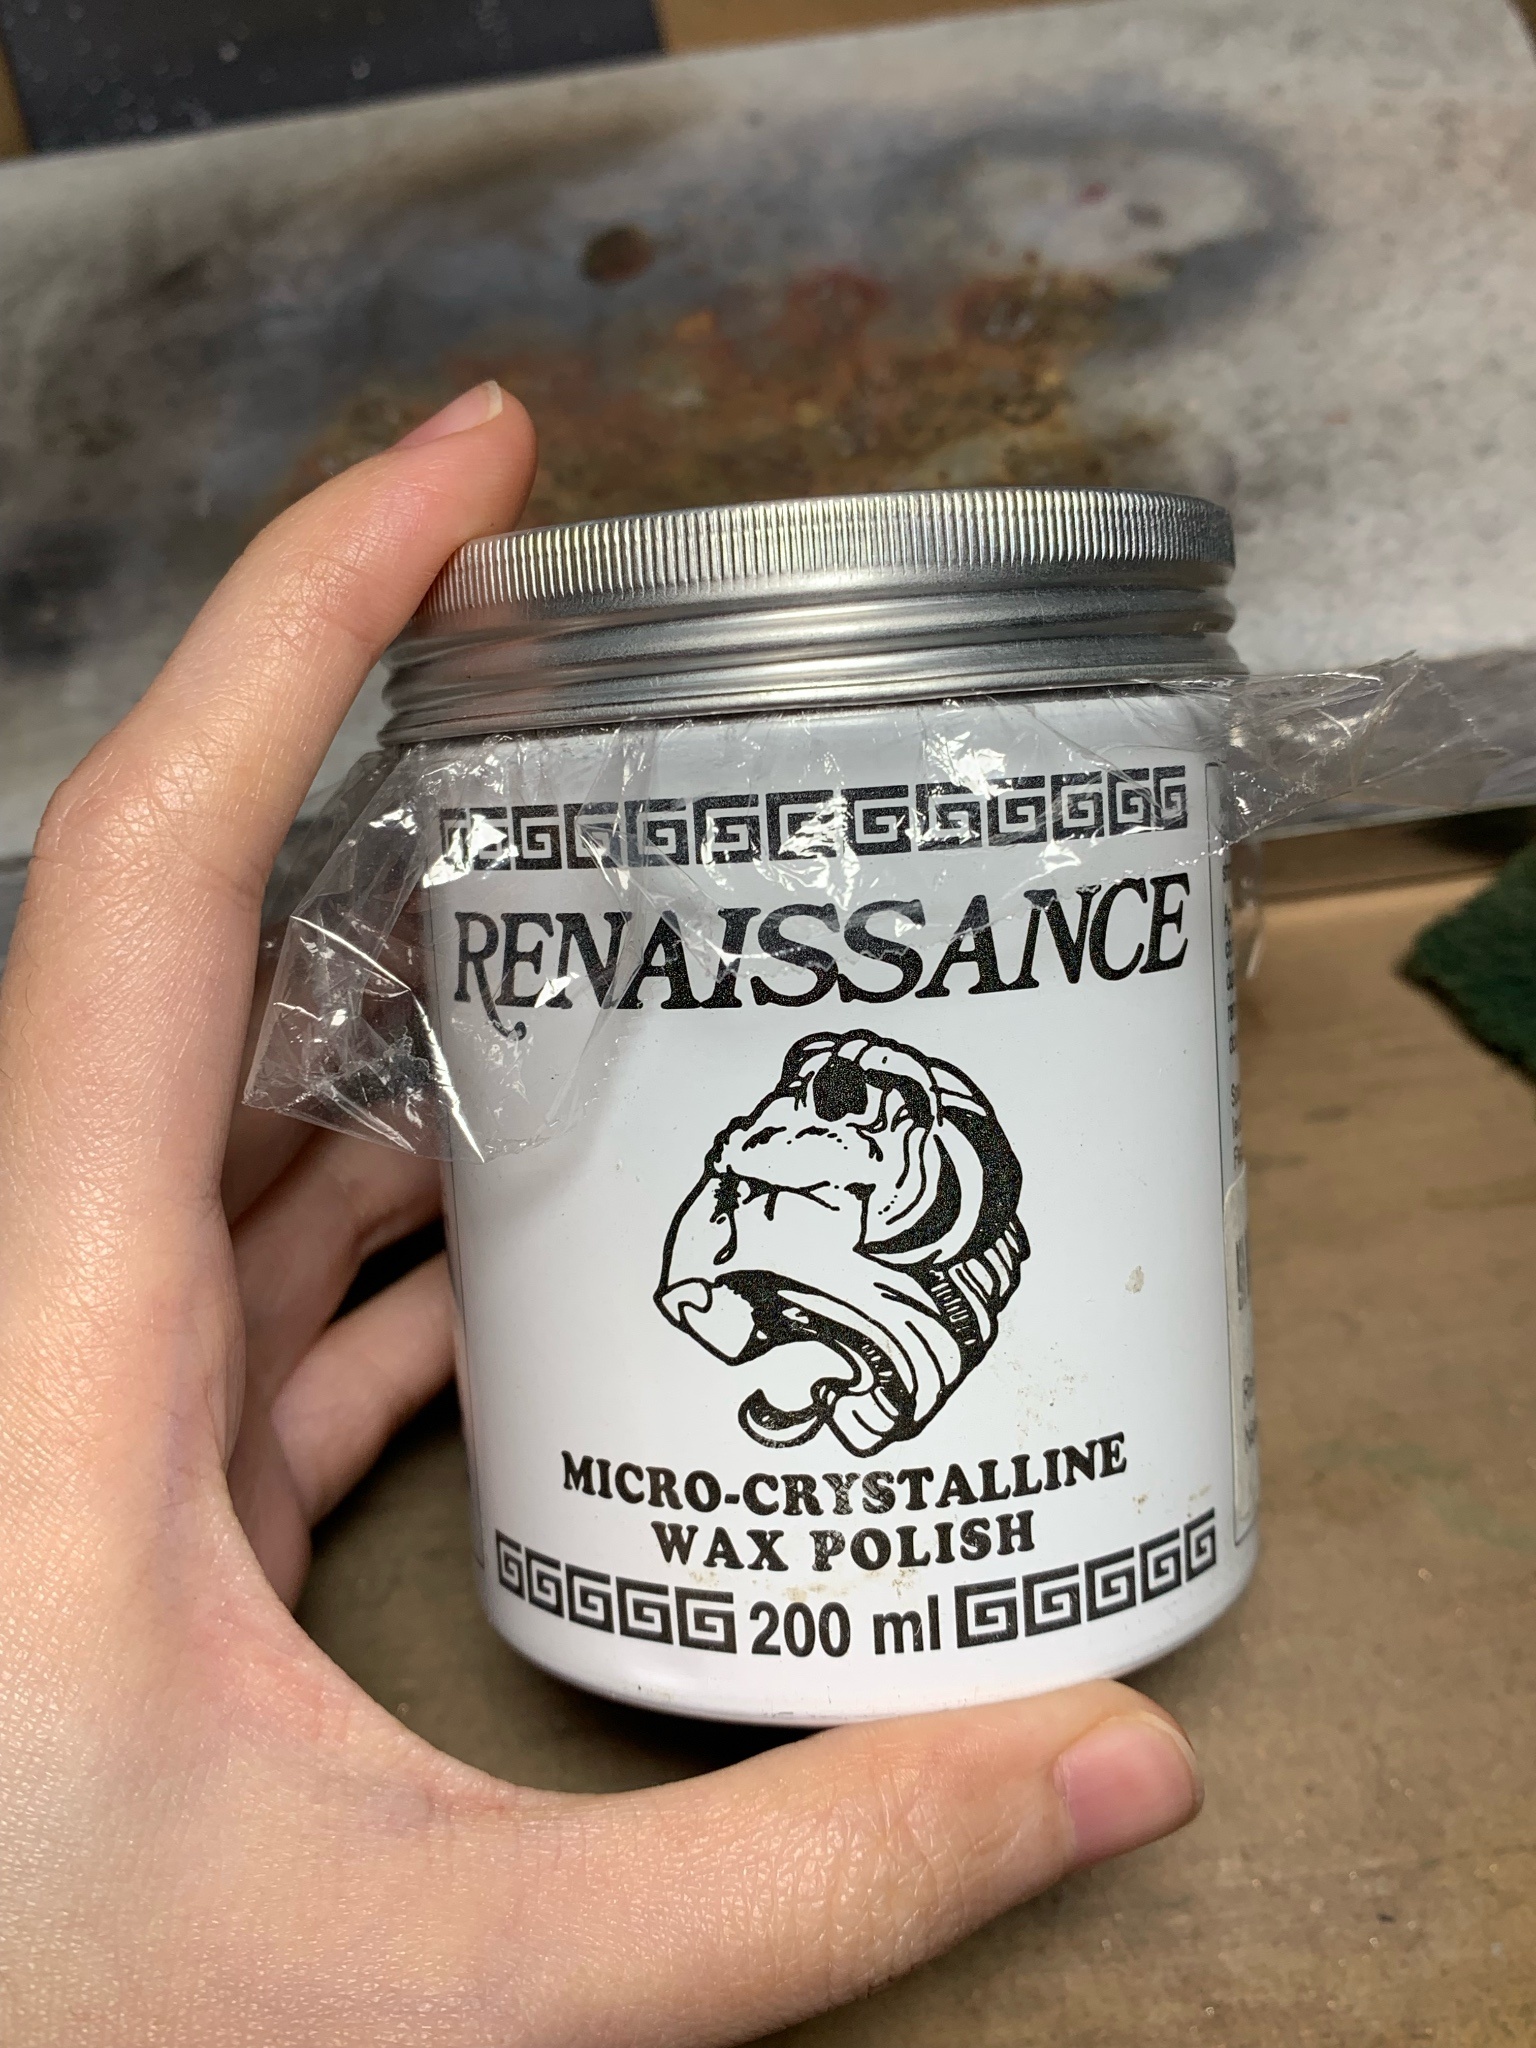 RENAISSANCE
MICRO-CRYSTALLINE
WAX POLISH
200 ml